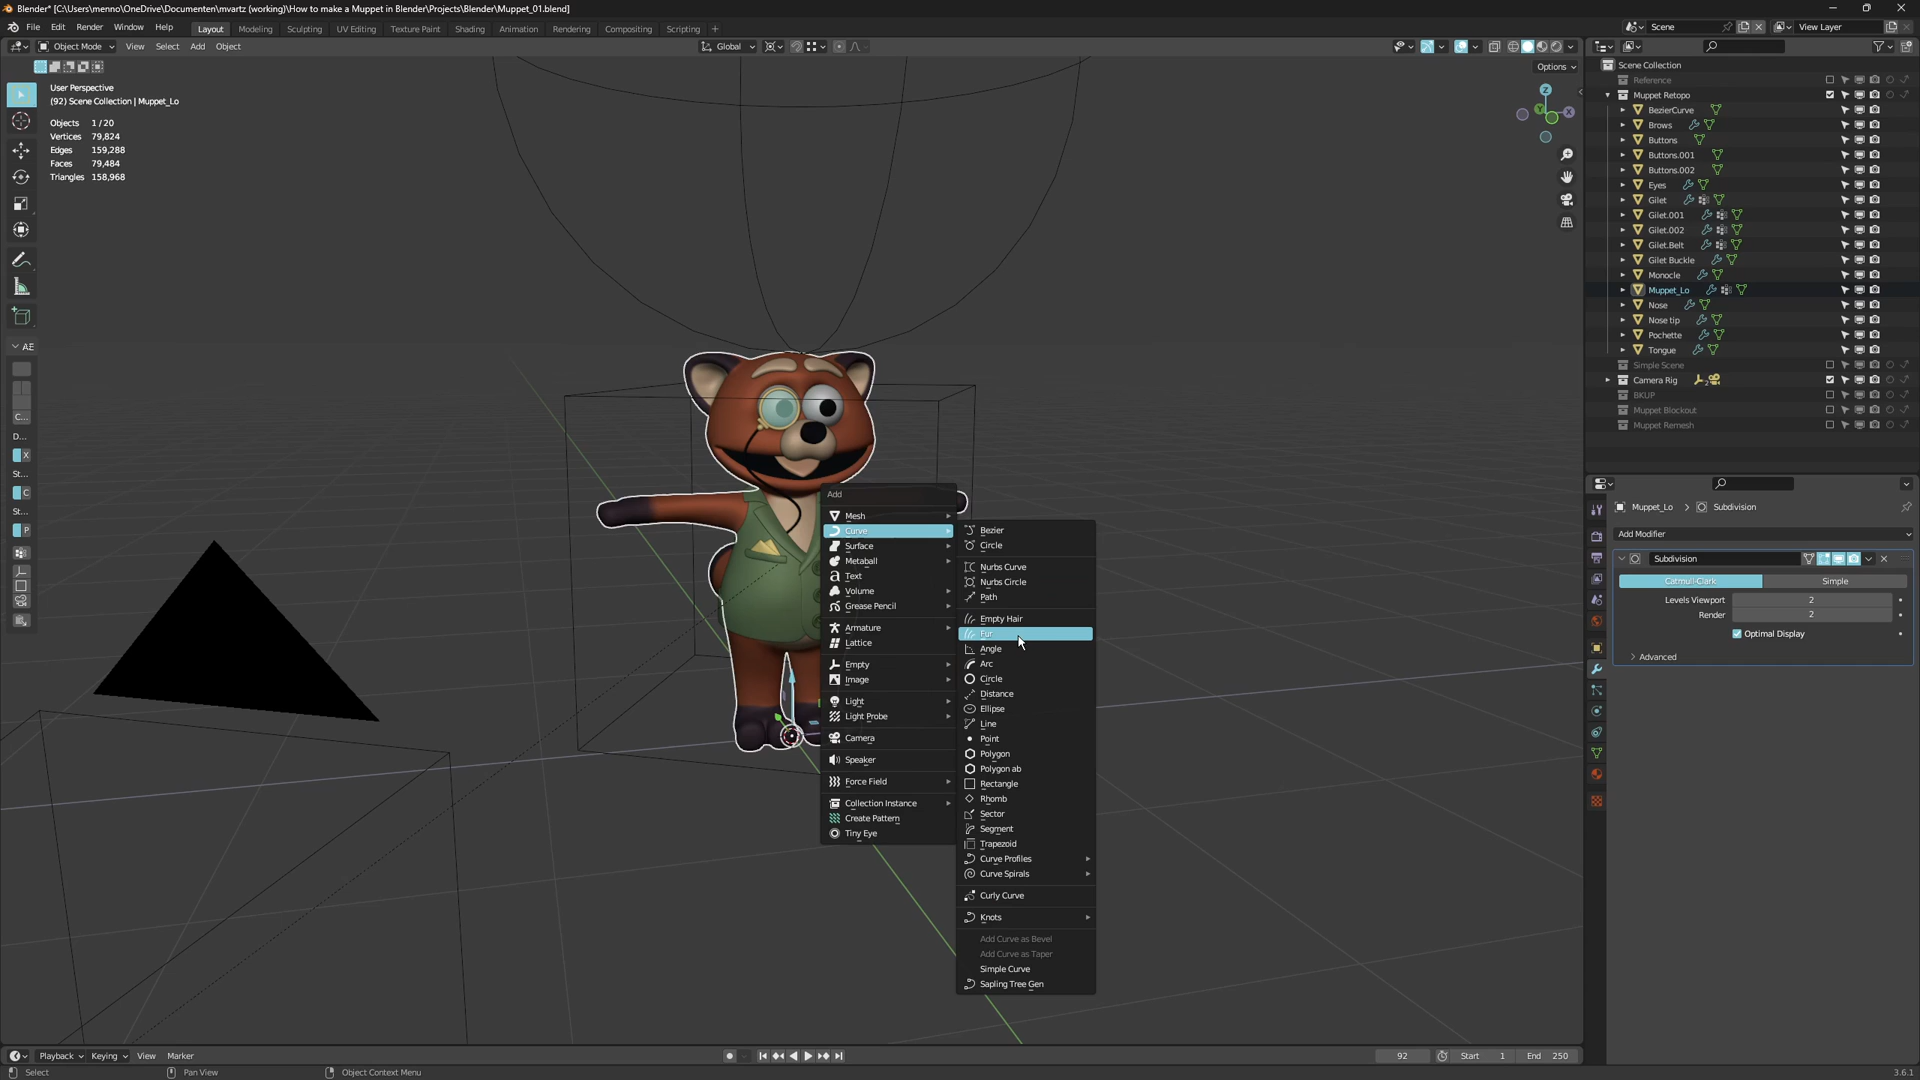 Blender* [C:\Users\menno\OneDrive\Documenten\mvartz (working)\How to make a Muppet in Blender\Projects\Blender\Muppet_01.blend]
File Edit Render Window Help Layout Modeling Sculpting UV Editing Texture Paint Shading Animation Rendering Compositing Scripting + Scene View Layer
Object Mode View Select Add Object Global
Options
User Perspective
(92) Scene Collection | Muppet_Lo
Objects 1/20
Vertices 79,824
Edges 159,288
Faces 79,484
Triangles 158,968
Z
Y
X
AE
C...
D...
X
St...
C
St...
P
Add
Mesh
Curve
Surface
Metaball
Text
Volume
Grease Pencil
Armature
Lattice
Empty
Image
Light
Light Probe
Camera
Speaker
Force Field
Collection Instance
Create Pattern
Tiny Eye
Bezier
Circle
Nurbs Curve
Nurbs Circle
Path
Empty Hair
Fur
Angle
Arc
Circle
Distance
Ellipse
Line
Point
Polygon
Polygon ab
Rectangle
Rhomb
Sector
Segment
Trapezoid
Curve Profiles
Curve Spirals
Curly Curve
Knots
Add Curve as Bevel
Add Curve as Taper
Simple Curve
Sapling Tree Gen
Scene Collection
Reference
Muppet Retopo
BezierCurve
Brows
Buttons
Buttons.001
Buttons.002
Eyes
Gilet
Gilet.001
Gilet.002
Gilet.Belt
Gilet Buckle
Monocle
Muppet_Lo
Nose
Nose tip
Pochette
Tongue
Simple Scene
Camera Rig 2
BKUP
Muppet Blockout
Muppet Remesh
Muppet_Lo > Subdivision
Add Modifier
Subdivision
Catmull-Clark Simple
Levels Viewport 2
Render 2
Optimal Display
Advanced
Playback Keying View Marker 92 Start 1 End 250
Select Pan View Object Context Menu 3.6.1